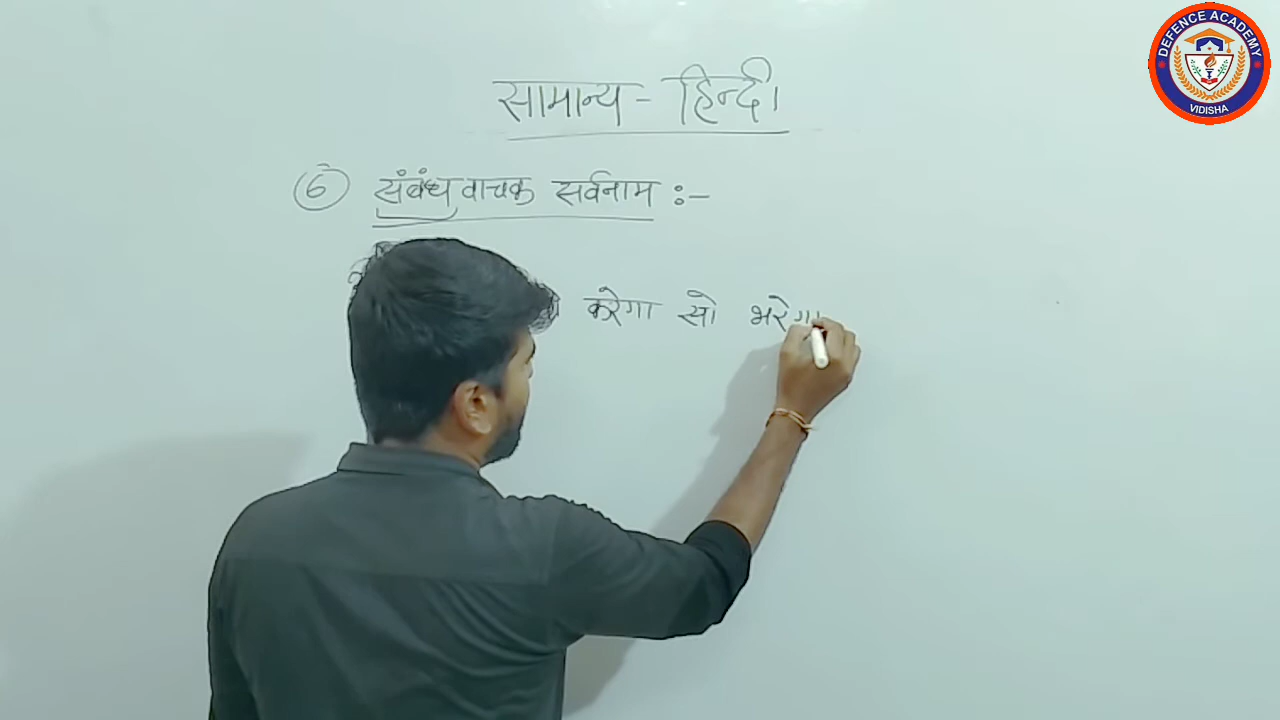 DEFENCE ACADEMY
VIDISHA
सामान्य - हिन्दी
6 संबंधवाचक सर्वनाम :-
करेगा सो भरेगा